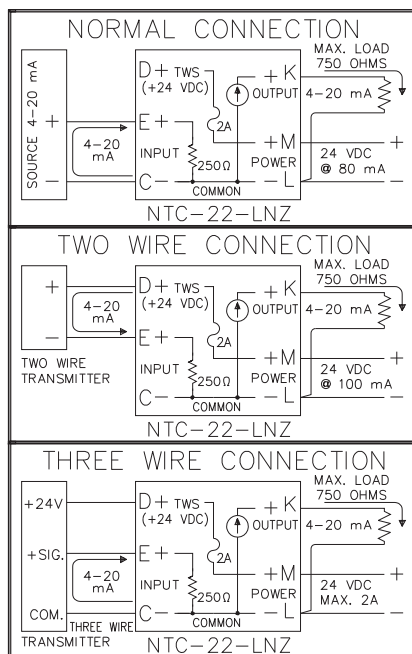 NORMAL CONNECTION
MAX. LOAD
750 OHMS
SOURCE 4-20 mA
+
−
4-20
mA
D+ TWS
(+24 VDC)
E+
INPUT
250Ω
C−
COMMON
2A
+K
OUTPUT
4-20 mA
+M +
POWER
24 VDC
@ 80 mA
−L −
NTC-22-LNZ
TWO WIRE CONNECTION
MAX. LOAD
750 OHMS
+
−
TWO WIRE
TRANSMITTER
4-20
mA
D+ TWS
(+24 VDC)
E+
INPUT
250Ω
C−
COMMON
2A
+K
OUTPUT
4-20 mA
+M +
POWER
24 VDC
@ 100 mA
−L −
NTC-22-LNZ
THREE WIRE CONNECTION
MAX. LOAD
750 OHMS
+24V
+SIG.
COM.
THREE WIRE
TRANSMITTER
4-20
mA
D+ TWS
(+24 VDC)
E+
INPUT
250Ω
C−
COMMON
2A
+K
OUTPUT
4-20 mA
+M +
POWER
24 VDC
MAX. 2A
−L −
NTC-22-LNZ